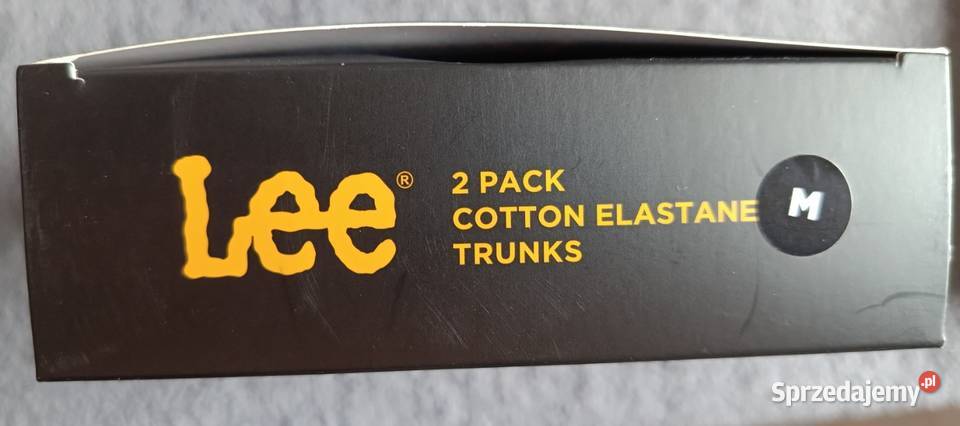 Lee®
2 PACK
COTTON ELASTANE
TRUNKS
M
Sprzedajemy.pl